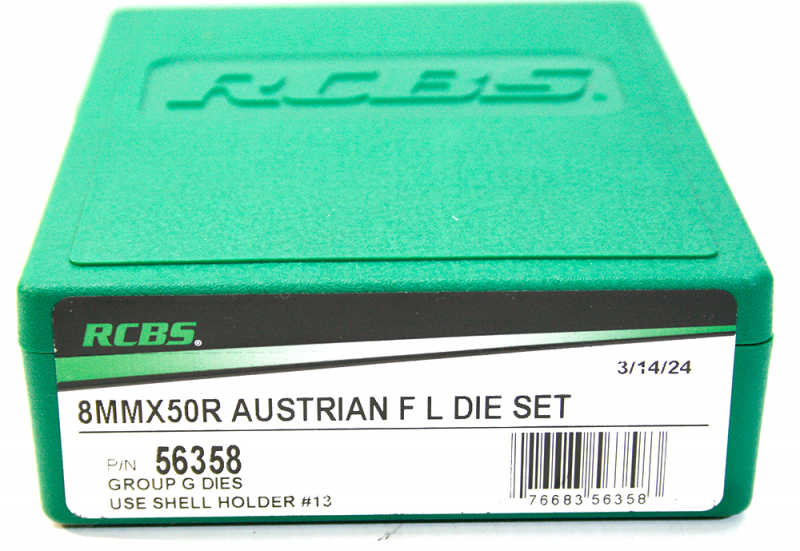 RCBS.
RCBS.
3/14/24
8MMX50R AUSTRIAN F L DIE SET
P/N 56358
GROUP G DIES
USE SHELL HOLDER #13
76683 56358